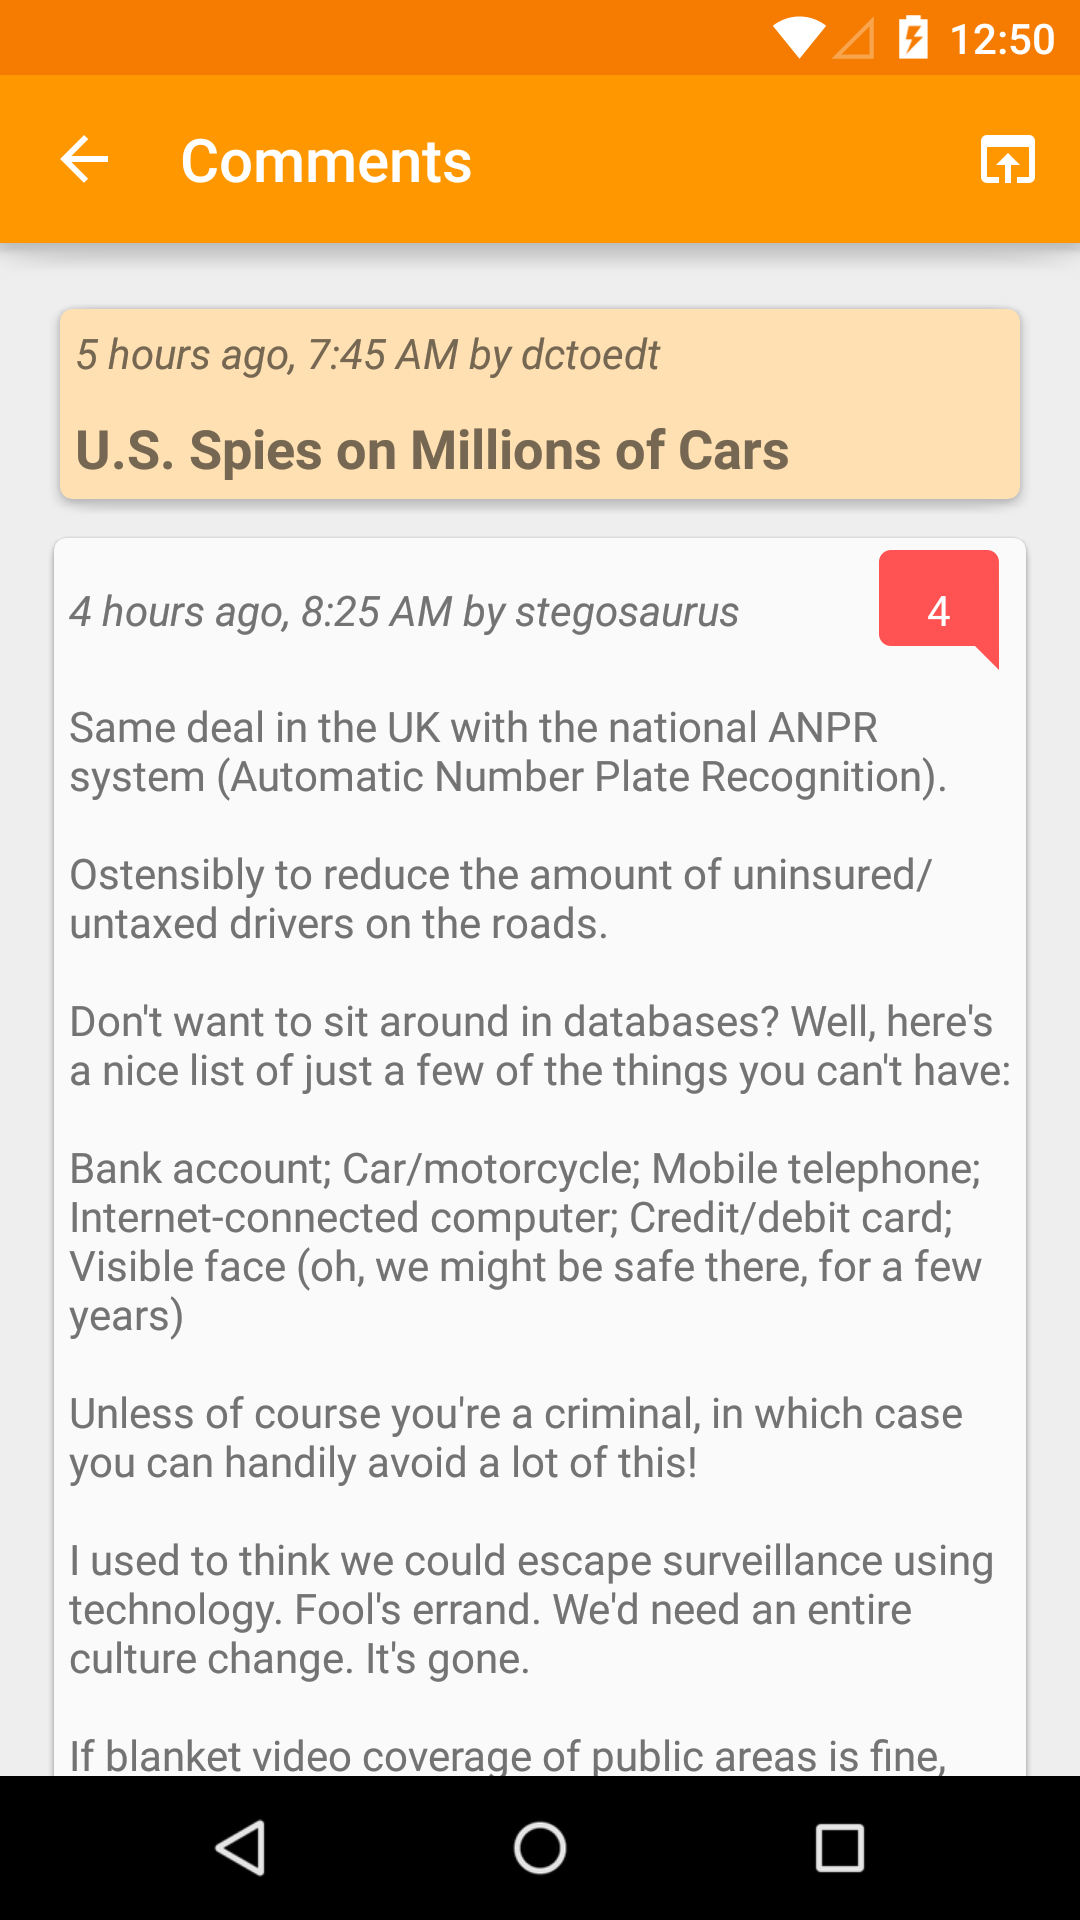 12:50
Comments
5 hours ago, 7:45 AM by dctoedt
U.S. Spies on Millions of Cars
4 hours ago, 8:25 AM by stegosaurus
4
Same deal in the UK with the national ANPR
system (Automatic Number Plate Recognition).
Ostensibly to reduce the amount of uninsured/
untaxed drivers on the roads.
Don't want to sit around in databases? Well, here's
a nice list of just a few of the things you can't have:
Bank account; Car/motorcycle; Mobile telephone;
Internet-connected computer; Credit/debit card;
Visible face (oh, we might be safe there, for a few
years)
Unless of course you're a criminal, in which case
you can handily avoid a lot of this!
I used to think we could escape surveillance using
technology. Fool's errand. We'd need an entire
culture change. It's gone.
If blanket video coverage of public areas is fine,